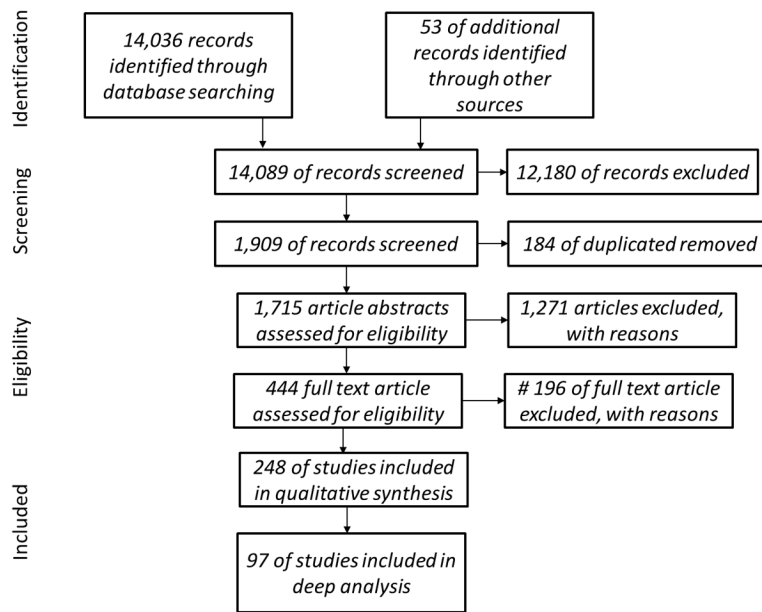 Identification
14,036 records
identified through
database searching
53 of additional
records identified
through other
sources
Screening
14,089 of records screened
12,180 of records excluded
1,909 of records screened
184 of duplicated removed
Eligibility
1,715 article abstracts
assessed for eligibility
1,271 articles excluded,
with reasons
444 full text article
assessed for eligibility
# 196 of full text article
excluded, with reasons
Included
248 of studies included
in qualitative synthesis
97 of studies included in
deep analysis